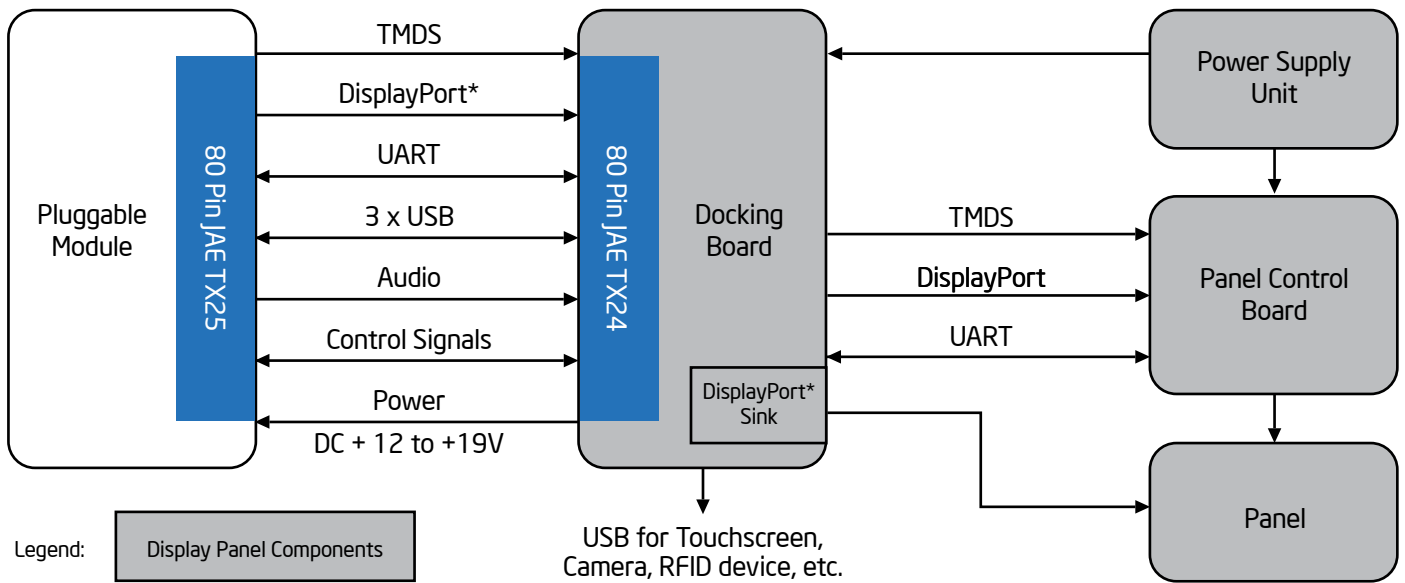 Pluggable
Module
80 Pin JAE TX25
TMDS
DisplayPort*
UART
3 x USB
Audio
Control Signals
Power
DC + 12 to +19V
80 Pin JAE TX24
Docking
Board
DisplayPort*
Sink
USB for Touchscreen,
Camera, RFID device, etc.
TMDS
DisplayPort
UART
Power Supply
Unit
Panel Control
Board
Panel
Legend:
Display Panel Components